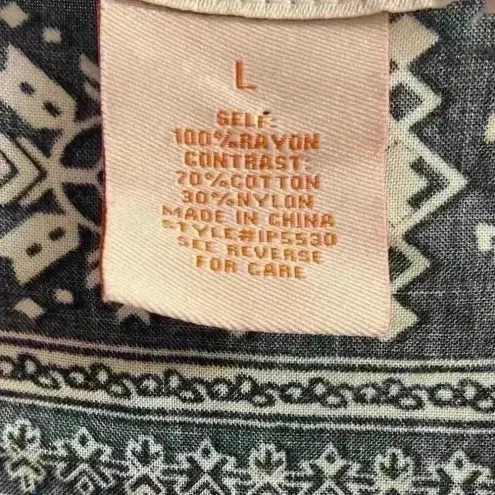 L
SELF:
100%RAYON
CONTRAST:
70%COTTON
30%NYLON
MADE IN CHINA
STYLE#IP5530
SEE REVERSE
FOR CARE